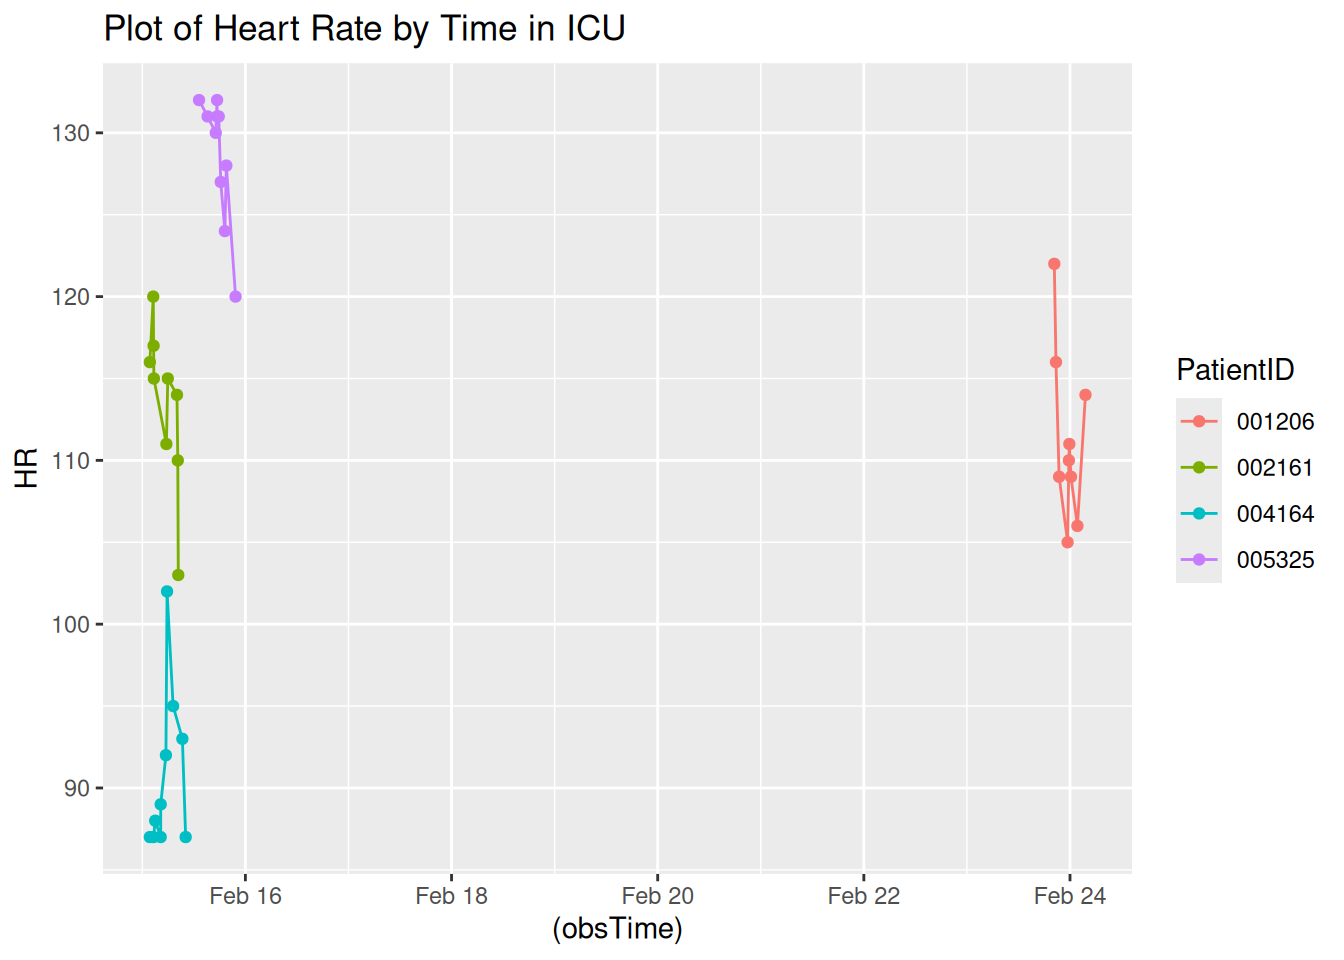 Plot of Heart Rate by Time in ICU
130
120
110
100
90
HR
Feb 16
Feb 18
Feb 20
Feb 22
Feb 24
(obsTime)
PatientID
001206
002161
004164
005325